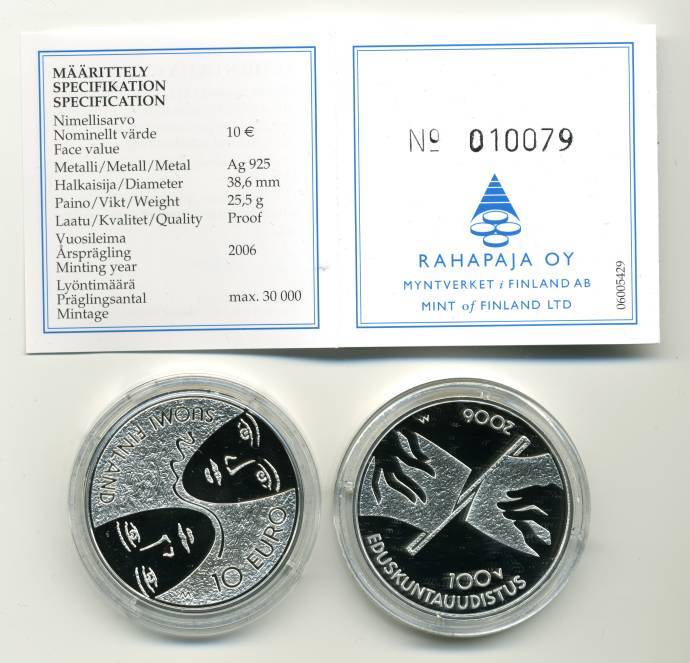 MÄÄRITTELY
SPECIFIKATION
SPECIFICATION
Nimellisarvo
Nominellt värde 10 €
Face value
Metalli/Metall/Metal Ag 925
Halkaisija/Diameter 38,6 mm
Paino/Vikt/Weight 25,5 g
Laatu/Kvalitet/Quality Proof
Vuosileima
Årsprägling 2006
Minting year
Lyöntimäärä
Präglingsantal max. 30 000
Mintage
Nº 010079
RAHAPAJA OY
MYNTVERKET i FINLAND AB
MINT of FINLAND LTD
06005429
SUOMI FINLAND
10 EURO
M
2006
M
100 v
EDUSKUNTAUUDISTUS